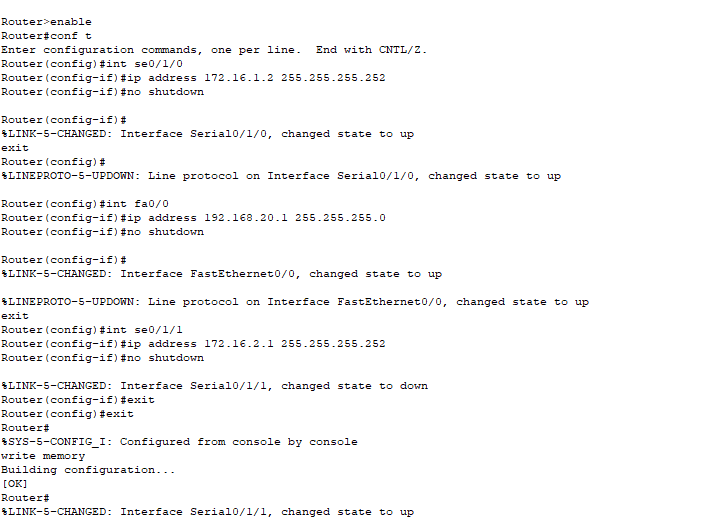 Router>enable
Router#conf t
Enter configuration commands, one per line.  End with CNTL/Z.
Router(config)#int se0/1/0
Router(config-if)#ip address 172.16.1.2 255.255.255.252
Router(config-if)#no shutdown
Router(config-if)#
%LINK-5-CHANGED: Interface Serial0/1/0, changed state to up
exit
Router(config)#
%LINEPROTO-5-UPDOWN: Line protocol on Interface Serial0/1/0, changed state to up
Router(config)#int fa0/0
Router(config-if)#ip address 192.168.20.1 255.255.255.0
Router(config-if)#no shutdown
Router(config-if)#
%LINK-5-CHANGED: Interface FastEthernet0/0, changed state to up
%LINEPROTO-5-UPDOWN: Line protocol on Interface FastEthernet0/0, changed state to up
exit
Router(config)#int se0/1/1
Router(config-if)#ip address 172.16.2.1 255.255.255.252
Router(config-if)#no shutdown
%LINK-5-CHANGED: Interface Serial0/1/1, changed state to down
Router(config-if)#exit
Router(config)#exit
Router#
%SYS-5-CONFIG_I: Configured from console by console
write memory
Building configuration...
[OK]
Router#
%LINK-5-CHANGED: Interface Serial0/1/1, changed state to up